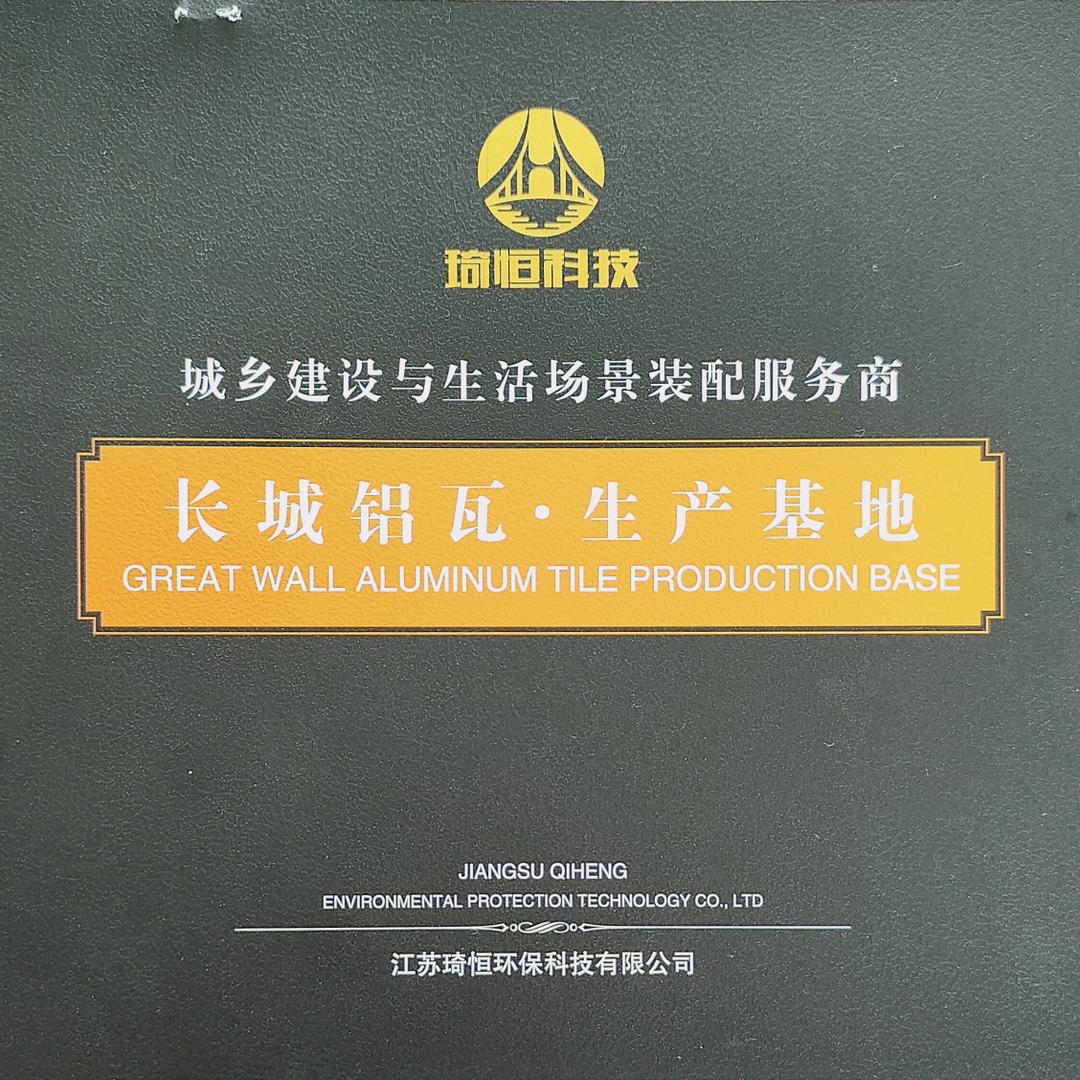 琦恒科技
城乡建设与生活场景装配服务商
长城铝瓦·生产基地
GREAT WALL ALUMINUM TILE PRODUCTION BASE
JIANGSU QIHENG
ENVIRONMENTAL PROTECTION TECHNOLOGY CO., LTD
江苏琦恒环保科技有限公司